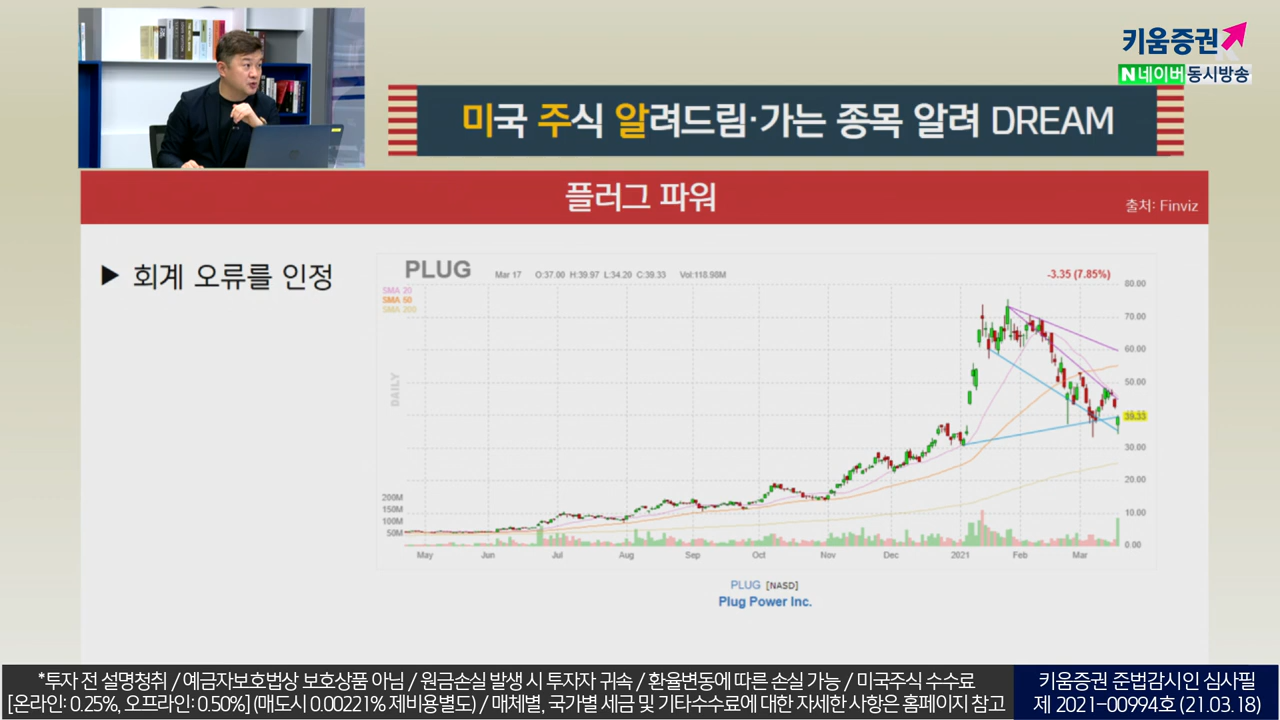 키움증권
N 네이버 동시방송
미국 주식 알려드림·가는 종목 알려 DREAM
플러그 파워
출처: Finviz
▶ 회계 오류를 인정
PLUG
Mar 17 O:37.00 H:39.97 L:34.20 C:39.33 Vol:118.98M
-3.35 (7.85%)
SMA 20
SMA 50
SMA 200
DAILY
80.00
70.00
60.00
50.00
39.33
30.00
20.00
10.00
0.00
200M
150M
100M
50M
May Jun Jul Aug Sep Oct Nov Dec 2021 Feb Mar
PLUG [NASD]
Plug Power Inc.
*투자 전 설명청취 / 예금자보호법상 보호상품 아님 / 원금손실 발생 시 투자자 귀속 / 환율변동에 따른 손실 가능 / 미국주식 수수료
[온라인: 0.25%, 오프라인: 0.50%] (매도시 0.00221% 제비용별도) / 매체별, 국가별 세금 및 기타수수료에 대한 자세한 사항은 홈페이지 참고
키움증권 준법감시인 심사필
제 2021-00994호 (21.03.18)